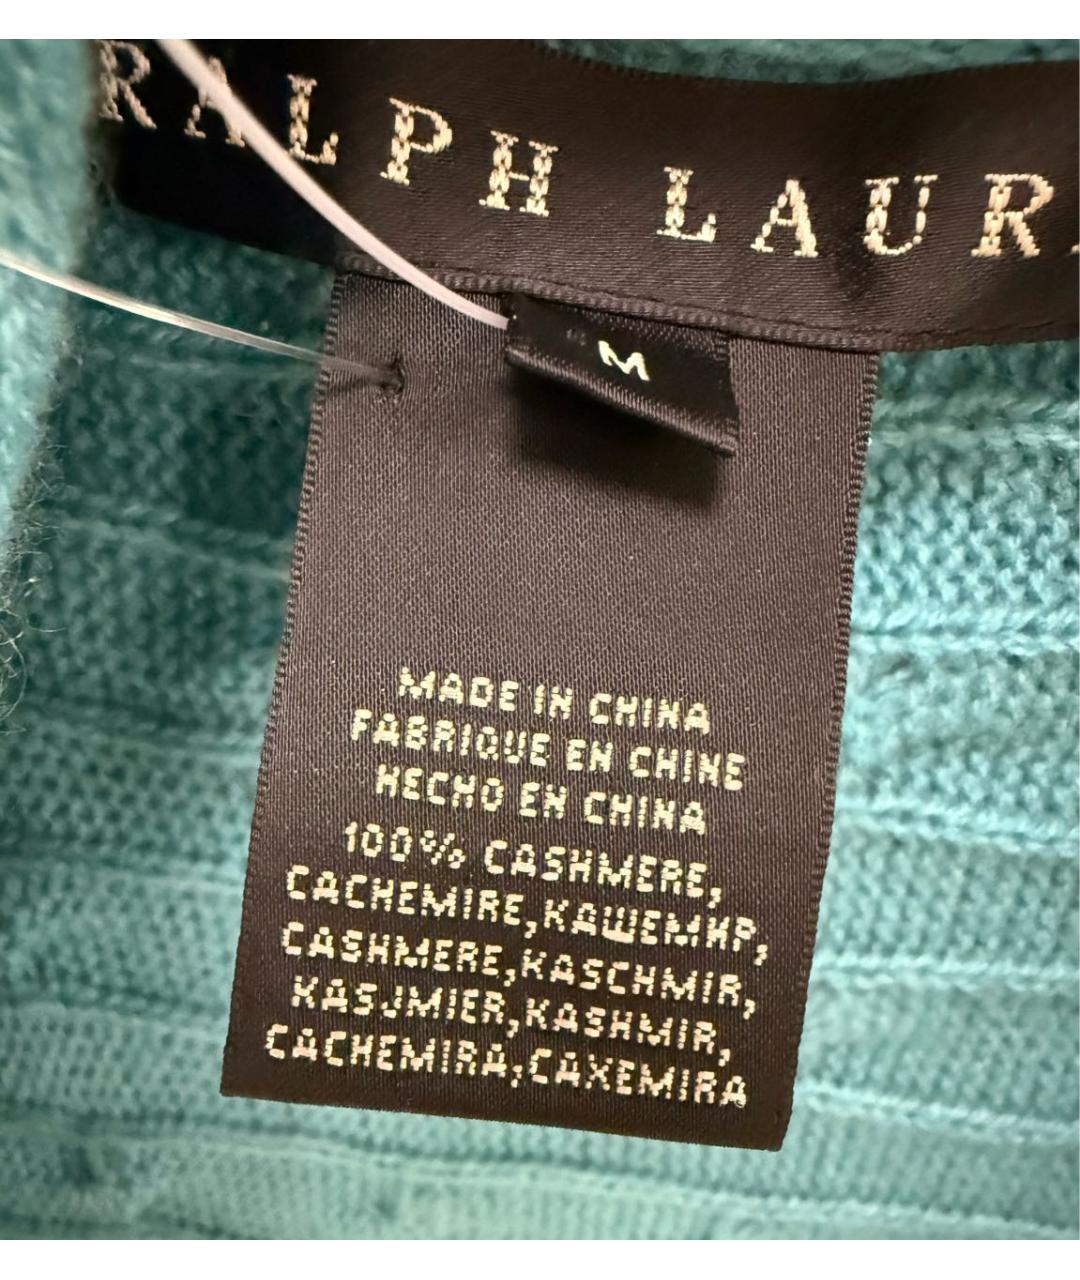 RALPH LAUR
M
MADE IN CHINA
FABRIQUE EN CHINE
HECHO EN CHINA
100% CASHMERE,
CACHEMIRE,КАШЕМИР,
CASHMERE,KASCHMIR,
KASJMIER,KASHMIR,
CACHEMIRA,CAXEMIRA